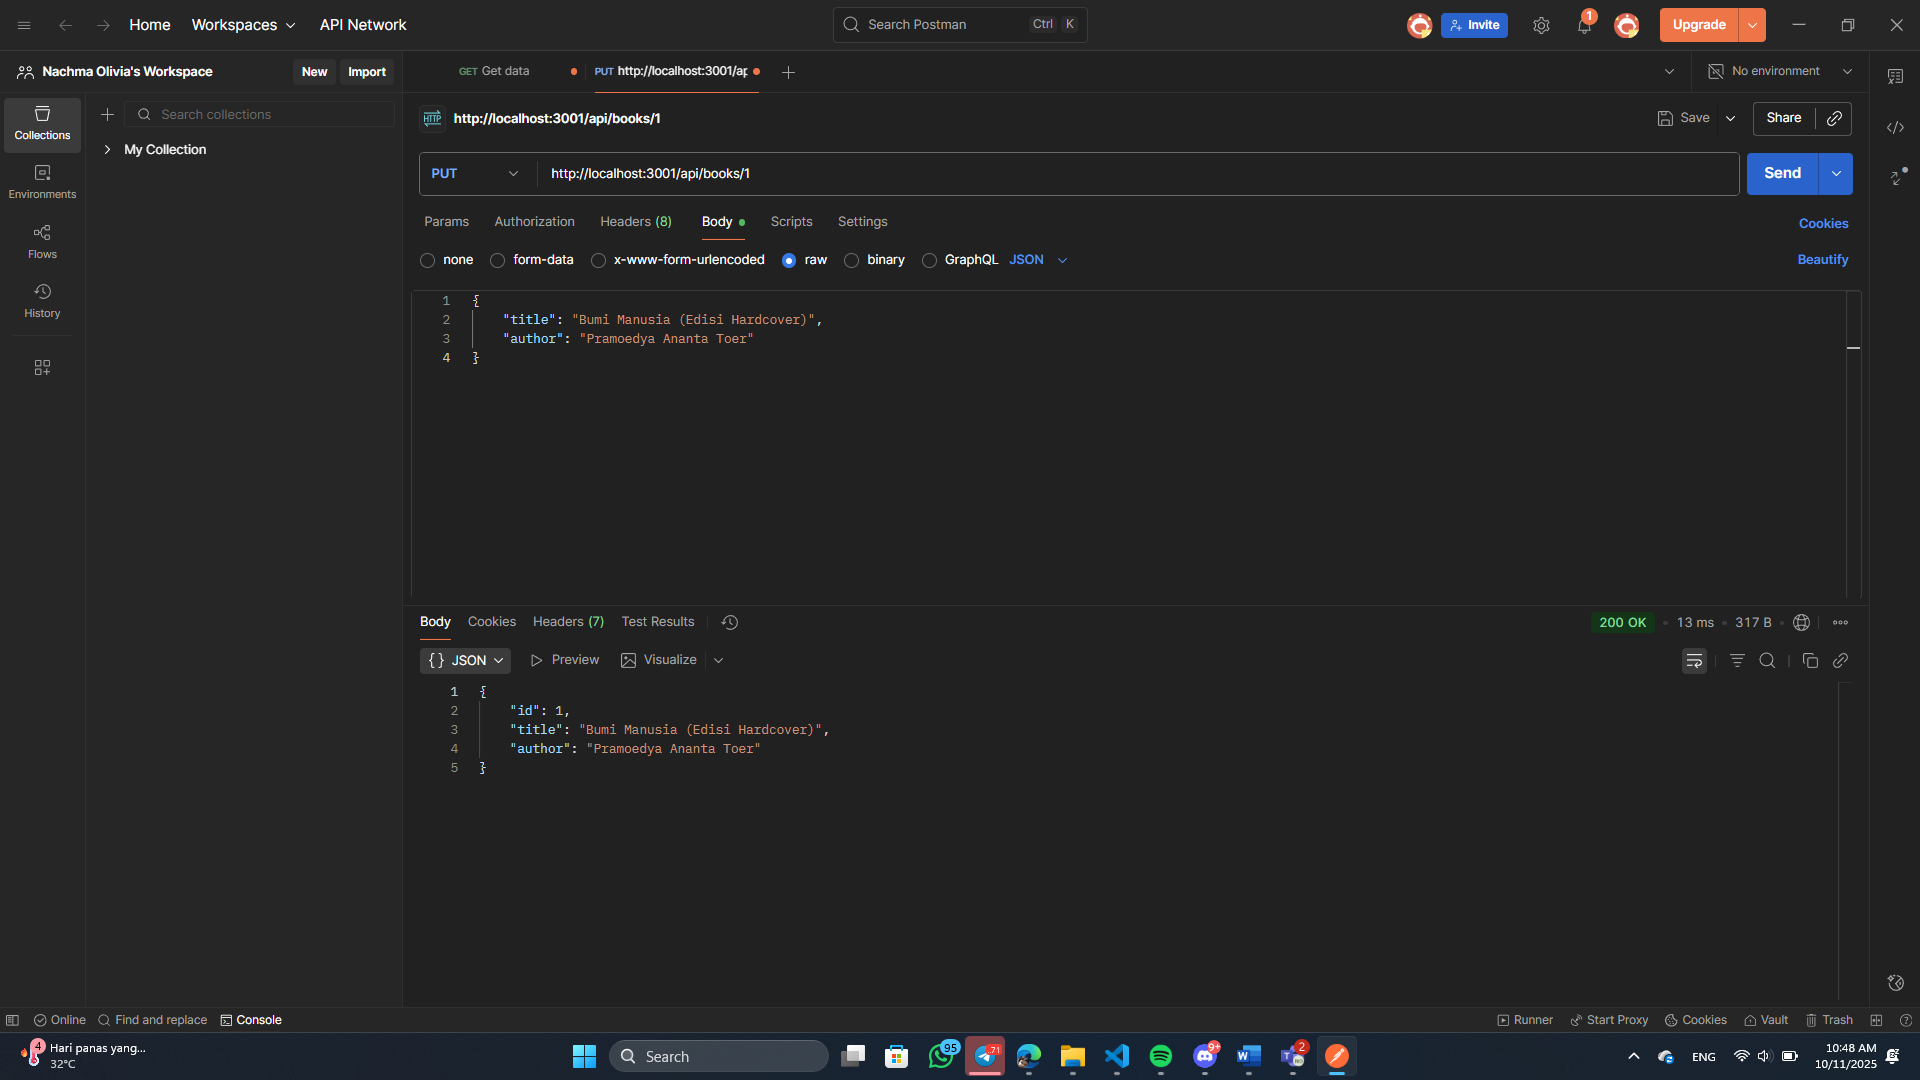 Home
Workspaces
API Network
Search Postman
Ctrl K
Invite
1
Upgrade
Nachma Olivia's Workspace
New
Import
GET Get data
PUT http://localhost:3001/ap
No environment
Collections
Environments
Flows
History
Search collections
My Collection
HTTP http://localhost:3001/api/books/1
Save
Share
PUT http://localhost:3001/api/books/1
Send
Params Authorization Headers (8) Body Scripts Settings
Cookies
none form-data x-www-form-urlencoded raw binary GraphQL JSON
Beautify
1 {
2 "title": "Bumi Manusia (Edisi Hardcover)",
3 "author": "Pramoedya Ananta Toer"
4 }
Body Cookies Headers (7) Test Results
200 OK 13 ms 317 B
{} JSON Preview Visualize
1 {
2 "id": 1,
3 "title": "Bumi Manusia (Edisi Hardcover)",
4 "author": "Pramoedya Ananta Toer"
5 }
Online Find and replace Console
Runner Start Proxy Cookies Vault Trash
4
Hari panas yang...
32°C
Search
95
71
9+
2
ENG
10:48 AM
10/11/2025